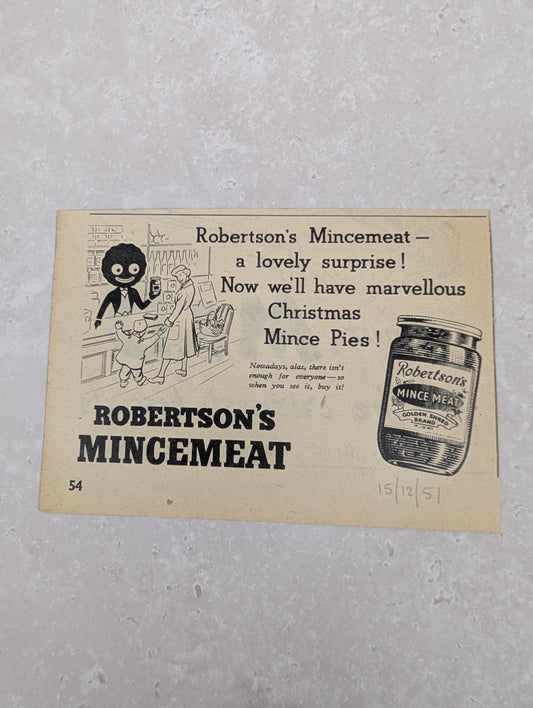 Robertson's Mincemeat —
a lovely surprise!
Now we'll have marvellous
Christmas
Mince Pies!
Nowadays, alas, there isn't
enough for everyone — so
when you see it, buy it!
Robertson's
MINCE MEAT
GOLDEN SHRED
BRAND
ROBERTSON'S
MINCEMEAT
54
15/12/51